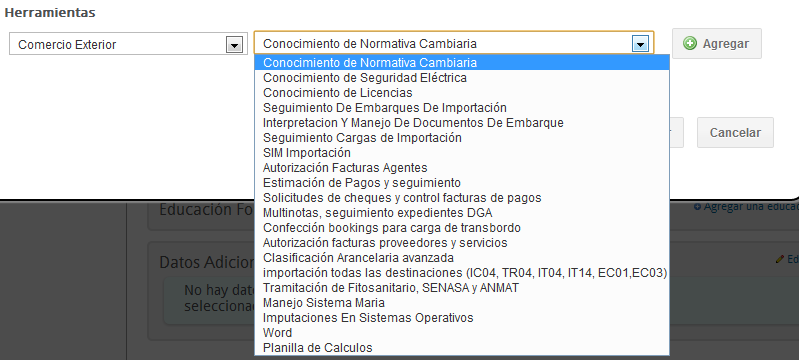 Herramientas
Comercio Exterior
Conocimiento de Normativa Cambiaria
Agregar
Conocimiento de Normativa Cambiaria
Conocimiento de Seguridad Eléctrica
Conocimiento de Licencias
Seguimiento De Embarques De Importación
Interpretacion Y Manejo De Documentos De Embarque
Seguimiento Cargas de Importación
SIM Importación
Autorización Facturas Agentes
Estimación de Pagos y seguimiento
Solicitudes de cheques y control facturas de pagos
Multinotas, seguimiento expedientes DGA
Confección bookings para carga de transbordo
Autorización facturas proveedores y servicios
Clasificación Arancelaria avanzada
importación todas las destinaciones (IC04, TR04, IT04, IT14, EC01,EC03)
Tramitación de Fitosanitario, SENASA y ANMAT
Manejo Sistema Maria
Imputaciones En Sistemas Operativos
Word
Planilla de Calculos
Cancelar
Educación Fo
Agregar una educa
Datos Adicion
Ed
No hay dato
seleccionad